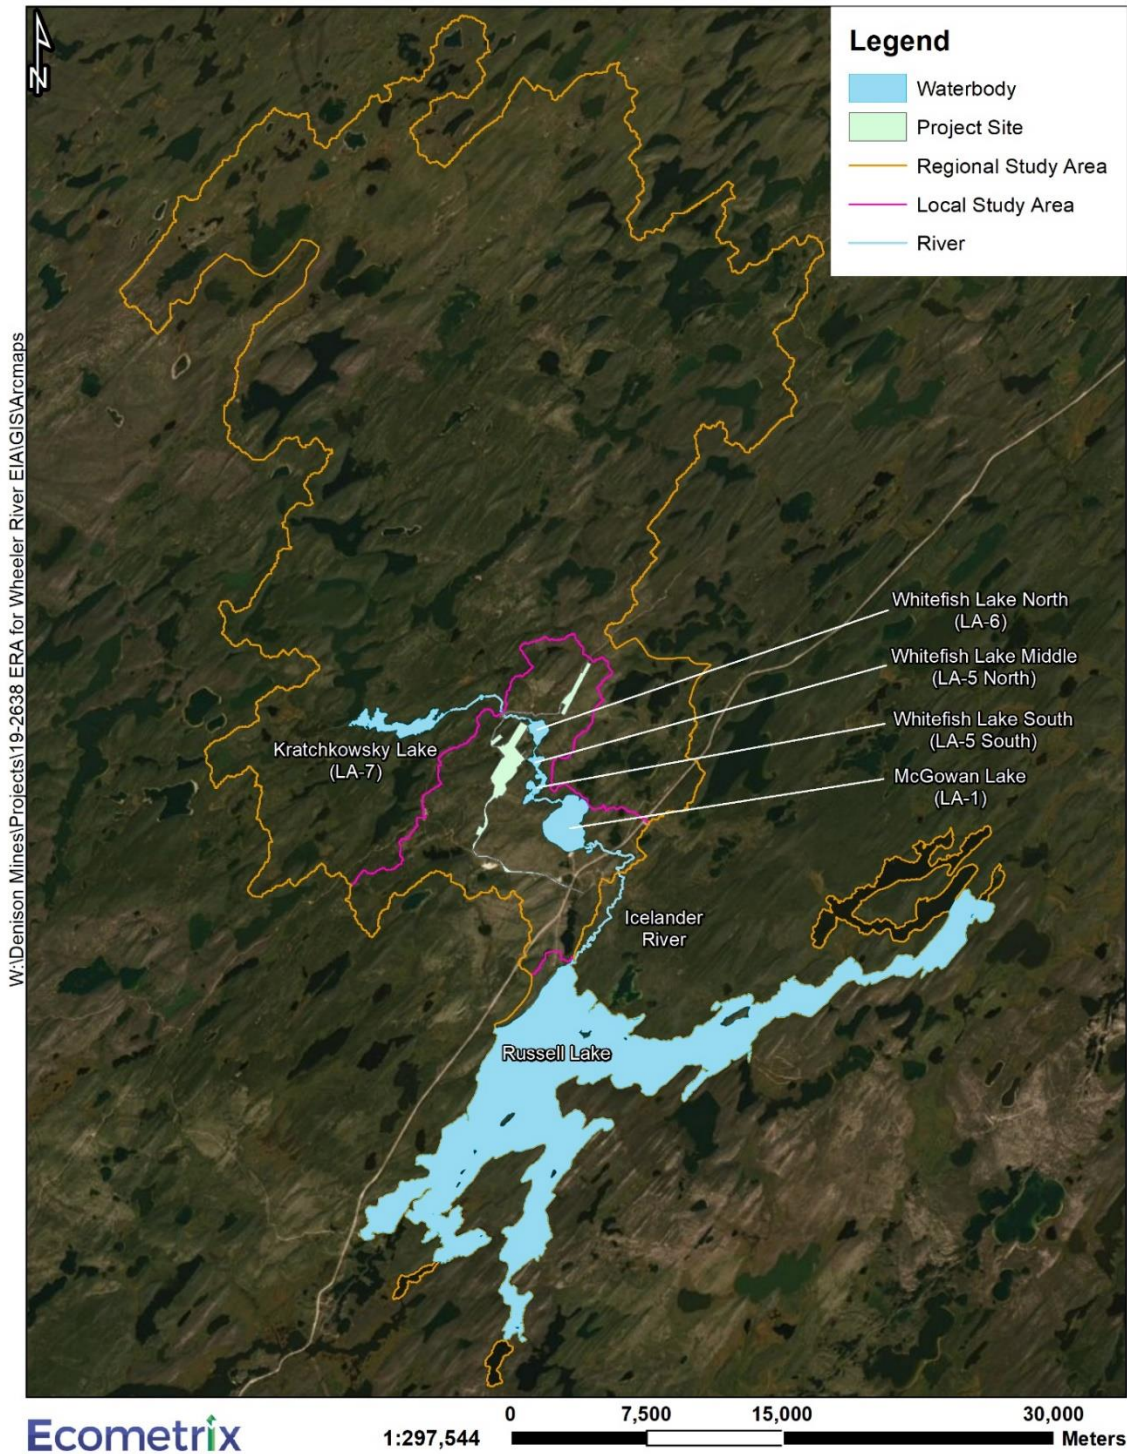 N
Legend
Waterbody
Project Site
Regional Study Area
Local Study Area
River
W:\Denison Mines\Projects\19-2638 ERA for Wheeler River EIA\GIS\Arcmaps
Whitefish Lake North
(LA-6)
Whitefish Lake Middle
(LA-5 North)
Whitefish Lake South
(LA-5 South)
McGowan Lake
(LA-1)
Kratchkowsky Lake
(LA-7)
Icelander
River
Russell Lake
Ecometrix
1:297,544
0 7,500 15,000 30,000
Meters